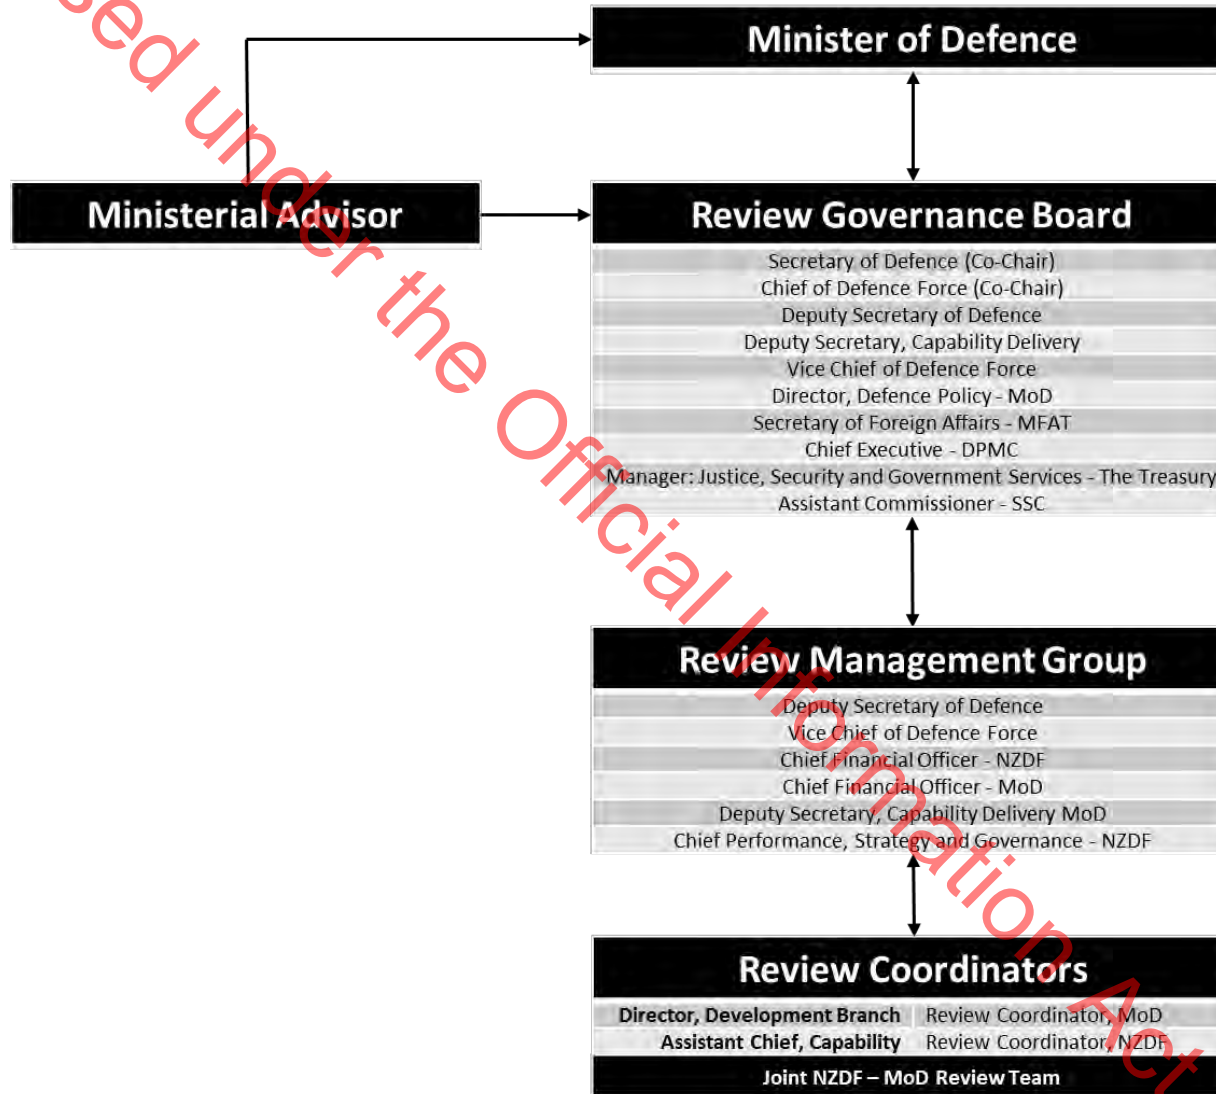 Minister of Defence
Ministerial Advisor
Review Governance Board
Secretary of Defence (Co-Chair)
Chief of Defence Force (Co-Chair)
Deputy Secretary of Defence
Deputy Secretary, Capability Delivery
Vice Chief of Defence Force
Director, Defence Policy - MoD
Secretary of Foreign Affairs - MFAT
Chief Executive - DPMC
Manager: Justice, Security and Government Services - The Treasury
Assistant Commissioner - SSC
Review Management Group
Deputy Secretary of Defence
Vice Chief of Defence Force
Chief Financial Officer - NZDF
Chief Financial Officer - MoD
Deputy Secretary, Capability Delivery MoD
Chief Performance, Strategy and Governance - NZDF
Review Coordinators
Director, Development Branch Review Coordinator, MoD
Assistant Chief, Capability Review Coordinator, NZDF
Joint NZDF – MoD Review Team
sed under the Official Information Act